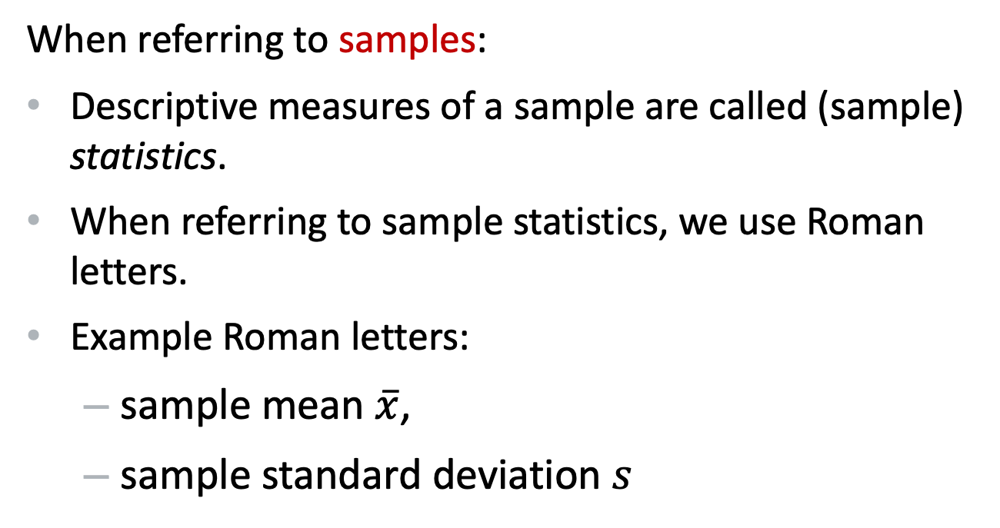 When referring to samples:
• Descriptive measures of a sample are called (sample)
statistics.
• When referring to sample statistics, we use Roman
letters.
• Example Roman letters:
– sample mean x̄,
– sample standard deviation s